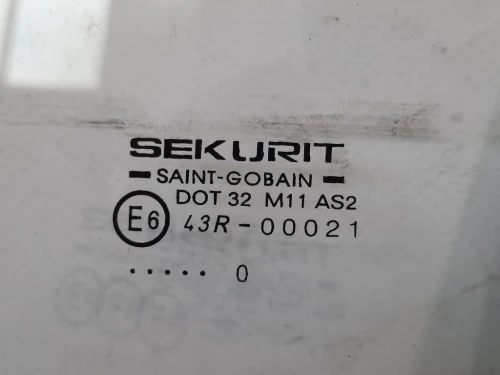 SEKURIT
SAINT-GOBAIN
DOT 32 M11 AS2
E6 43R-00021
..... 0